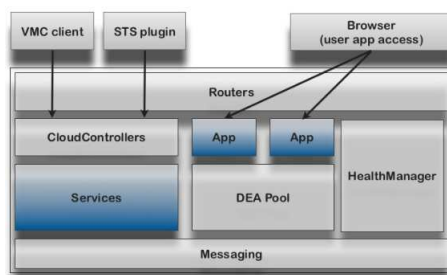 VMC client
STS plugin
Browser
(user app access)
Routers
CloudControllers
App
App
HealthManager
Services
DEA Pool
Messaging